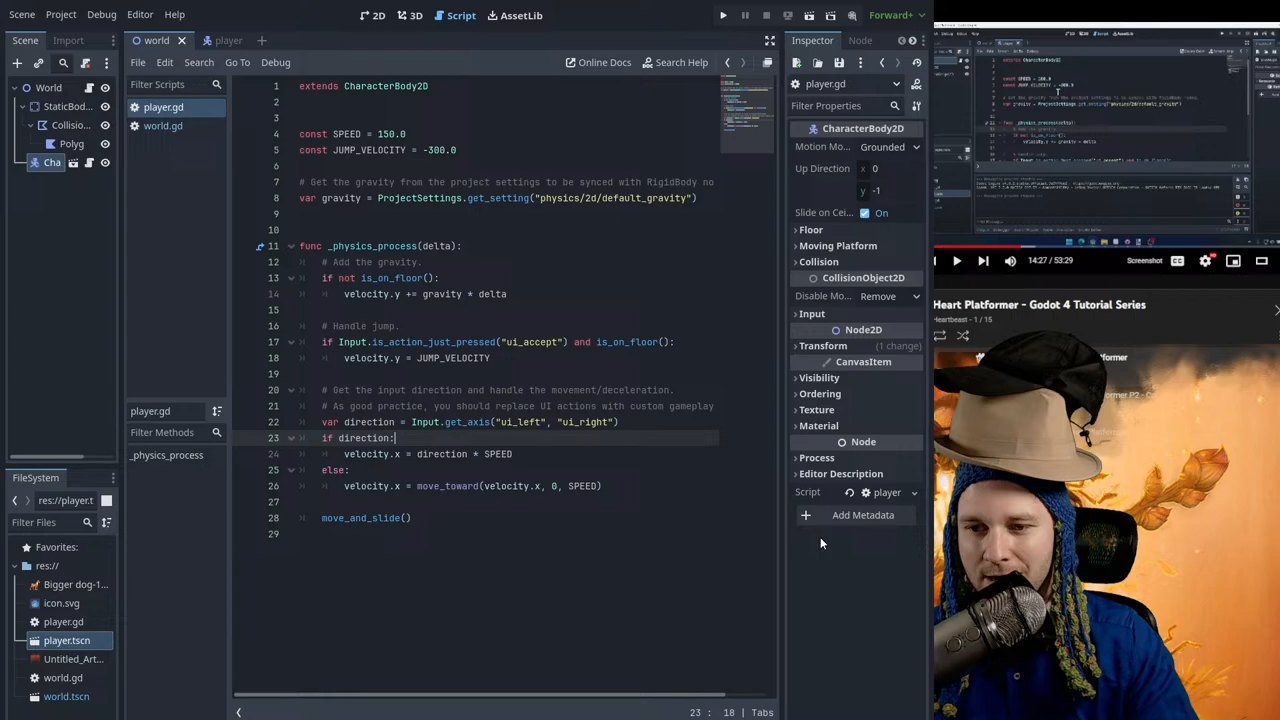 Scene Project Debug Editor Help
2D 3D Script AssetLib
Forward+
Scene Import
world player
Inspector Node
File Edit Search Go To Debug
Online Docs Search Help
World
StaticBod...
Collisio...
Polyg
Cha
Filter Scripts
player.gd
world.gd
player.gd
Filter Methods
_physics_process
FileSystem
res://player.t
Filter Files
Favorites:
res://
Bigger dog-1...
icon.svg
player.gd
player.tscn
Untitled_Art...
world.gd
world.tscn
1 extends CharacterBody2D
2
3
4 const SPEED = 150.0
5 const JUMP_VELOCITY = -300.0
6
7 # Get the gravity from the project settings to be synced with RigidBody no
8 var gravity = ProjectSettings.get_setting("physics/2d/default_gravity")
9
10
11 func _physics_process(delta):
12 # Add the gravity.
13 if not is_on_floor():
14 velocity.y += gravity * delta
15
16 # Handle jump.
17 if Input.is_action_just_pressed("ui_accept") and is_on_floor():
18 velocity.y = JUMP_VELOCITY
19
20 # Get the input direction and handle the movement/deceleration.
21 # As good practice, you should replace UI actions with custom gameplay
22 var direction = Input.get_axis("ui_left", "ui_right")
23 if direction:
24 velocity.x = direction * SPEED
25 else:
26 velocity.x = move_toward(velocity.x, 0, SPEED)
27
28 move_and_slide()
29
23 : 18 | Tabs
player.gd
Filter Properties
CharacterBody2D
Motion Mo... Grounded
Up Direction x 0
y -1
Slide on Cei... On
Floor
Moving Platform
Collision
CollisionObject2D
Disable Mo... Remove
Input
Node2D
Transform (1 change)
CanvasItem
Visibility
Ordering
Texture
Material
Node
Process
Editor Description
Script player
Add Metadata
extends CharacterBody2D
14:27 / 53:29 Screenshot CC
Heart Platformer - Godot 4 Tutorial Series
Heartbeast - 1 / 15